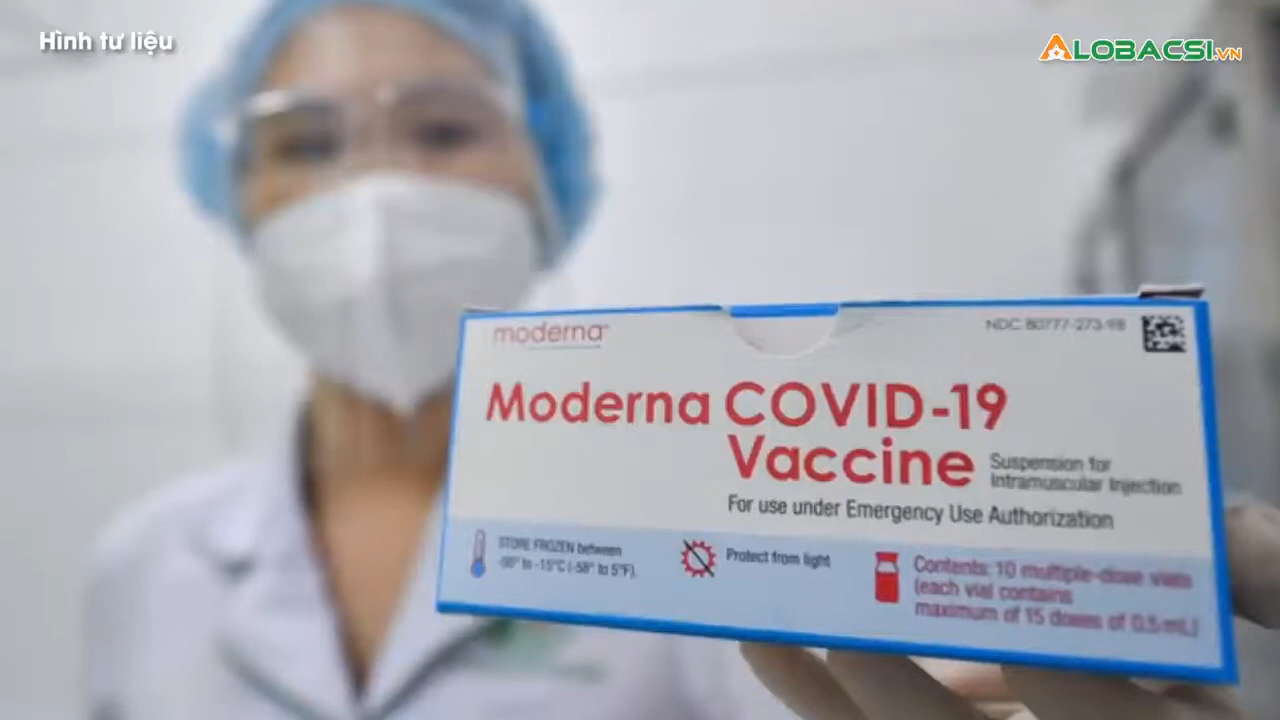 Hình tư liệu
ALOBACSI.VN
moderna
NDC 80777-273-98
Moderna COVID-19
Vaccine
Suspension for
Intramuscular Injection
For use under Emergency Use Authorization
STORE FROZEN between
-50° to -15°C (-58° to 5°F).
Protect from light
Contents: 10 multiple-dose vials
(each vial contains
maximum of 15 doses of 0.5 mL)